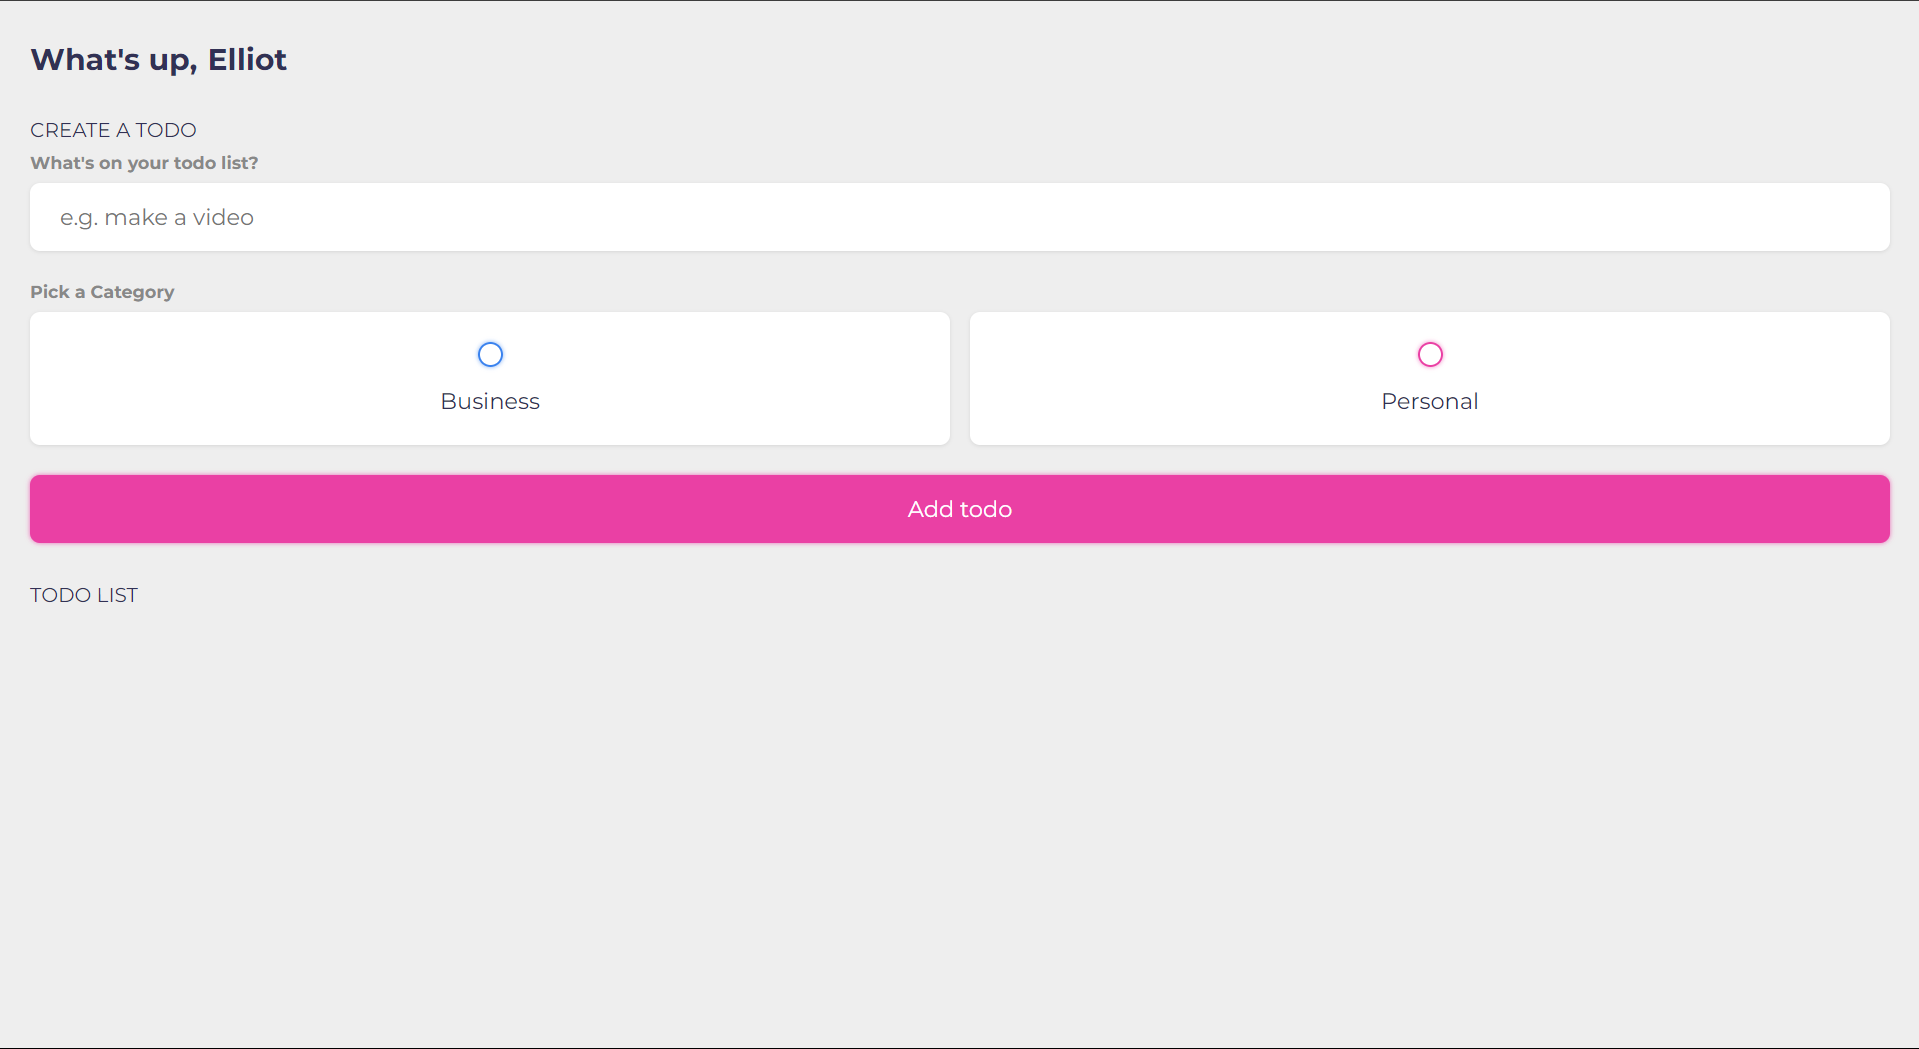 What's up, Elliot
CREATE A TODO
What's on your todo list?
e.g. make a video
Pick a Category
Business
Personal
Add todo
TODO LIST